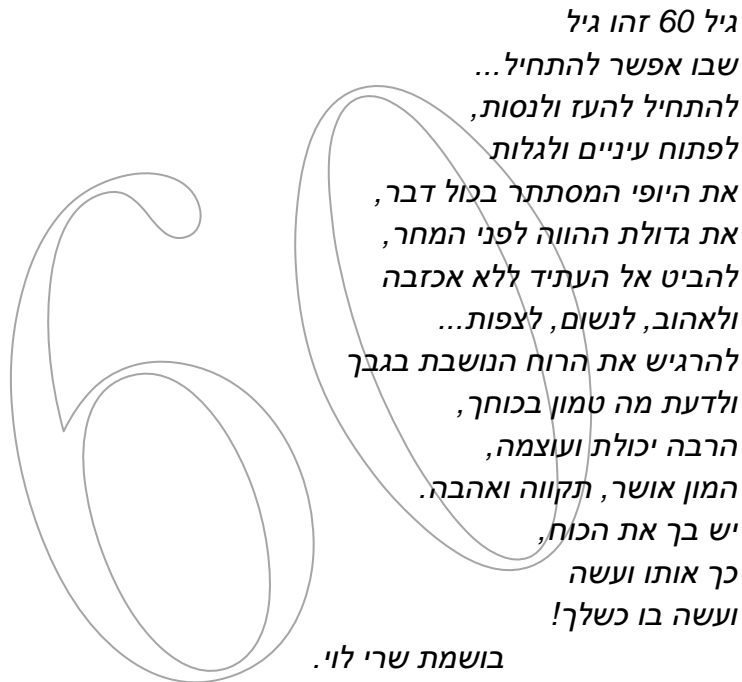 גיל 60 זהו גיל
שבו אפשר להתחיל...
להתחיל להעז ולנסות,
לפתוח עיניים ולגלות
את היופי המסתתר בכול דבר,
את גדולת ההווה לפני המחר,
להביט אל העתיד ללא אכזבה
ולאהוב, לנשום, לצפות...
להרגיש את הרוח הנושבת בגבך
ולדעת מה טמון בכוחך,
הרבה יכולת ועוצמה,
המון אושר, תקווה ואהבה.
יש בך את הכוח,
כך אותו ועשה
ועשה בו כשלך!
בושמת שרי לוי.
60